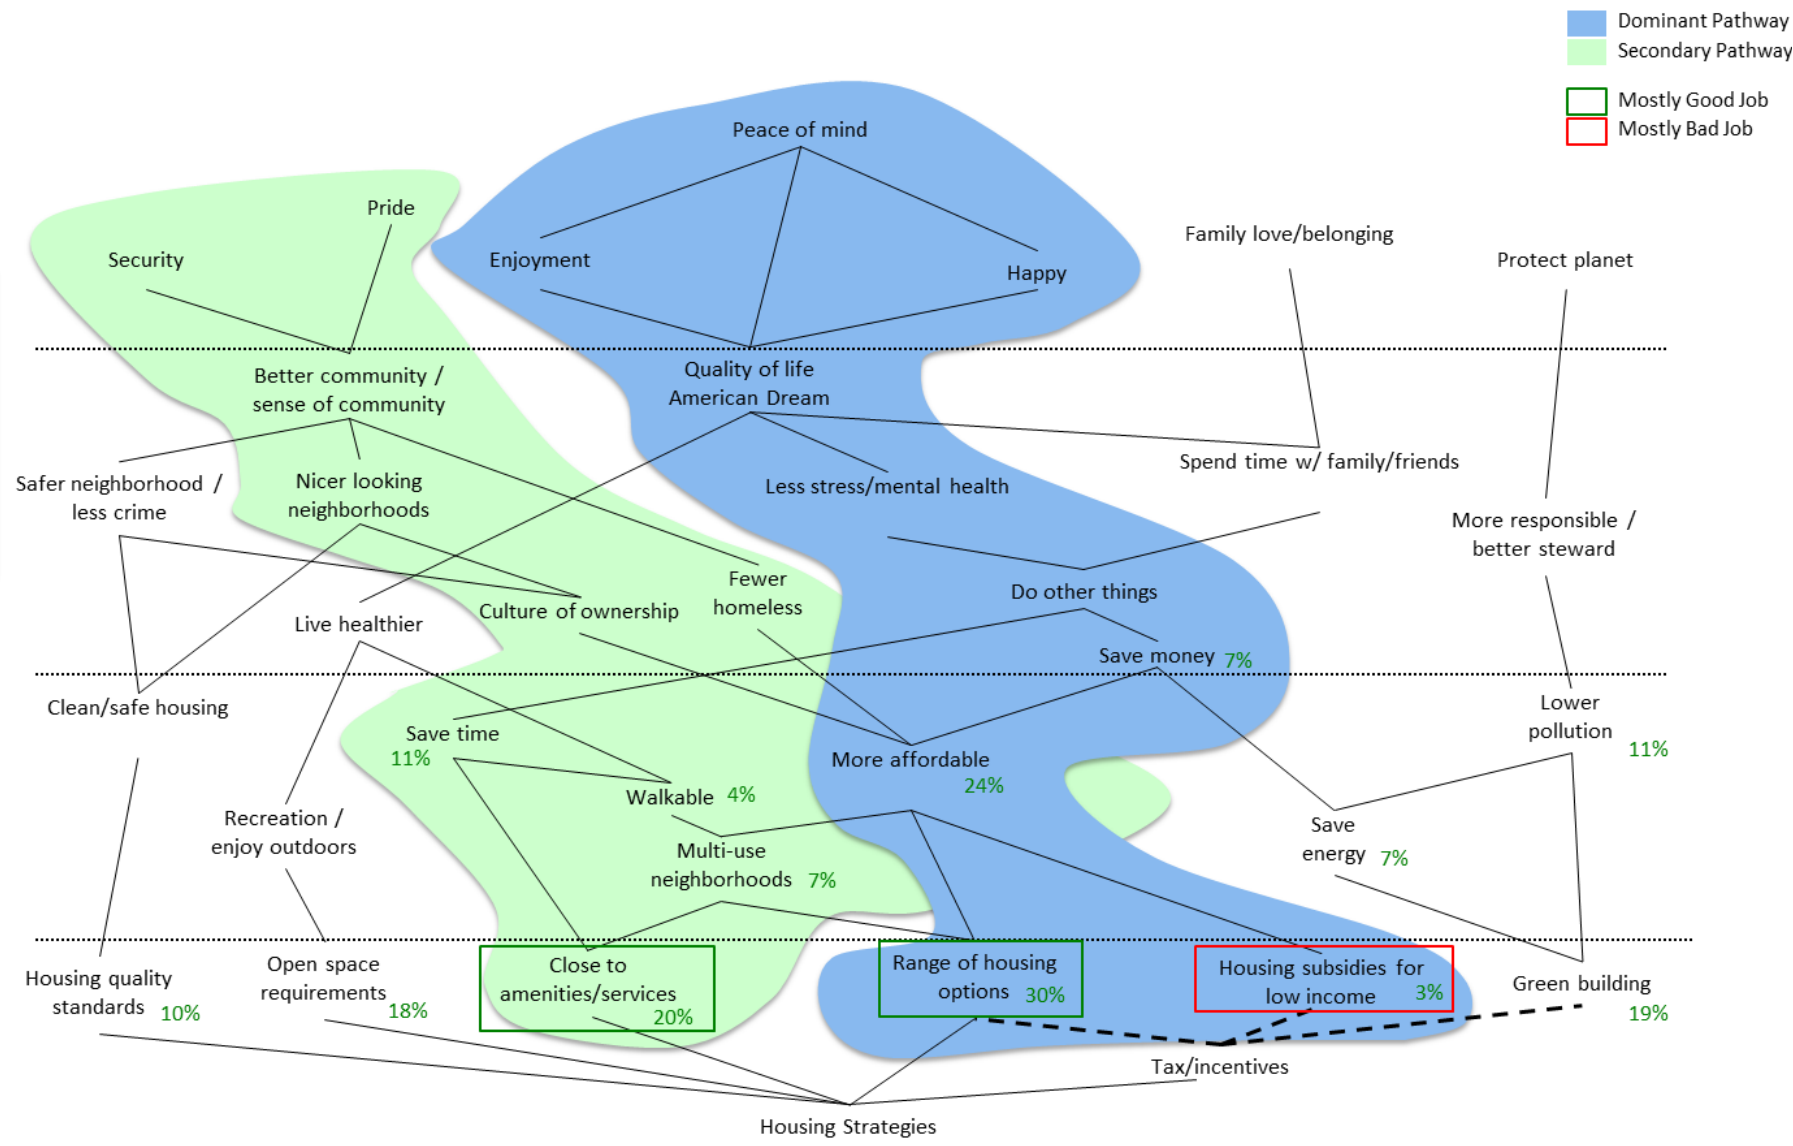 Dominant Pathway
Secondary Pathway
Mostly Good Job
Mostly Bad Job
Peace of mind
Pride
Security
Enjoyment
Happy
Family love/belonging
Protect planet
Better community /
sense of community
Quality of life
American Dream
Safer neighborhood /
less crime
Nicer looking
neighborhoods
Less stress/mental health
Spend time w/ family/friends
More responsible /
better steward
Live healthier
Culture of ownership
Fewer
homeless
Do other things
Save money 7%
Clean/safe housing
Save time
11%
More affordable
24%
Lower
pollution
11%
Walkable 4%
Recreation /
enjoy outdoors
Multi-use
neighborhoods 7%
Save
energy 7%
Housing quality
standards 10%
Open space
requirements 18%
Close to
amenities/services
20%
Range of housing
options 30%
Housing subsidies for
low income 3%
Green building
19%
Tax/incentives
Housing Strategies